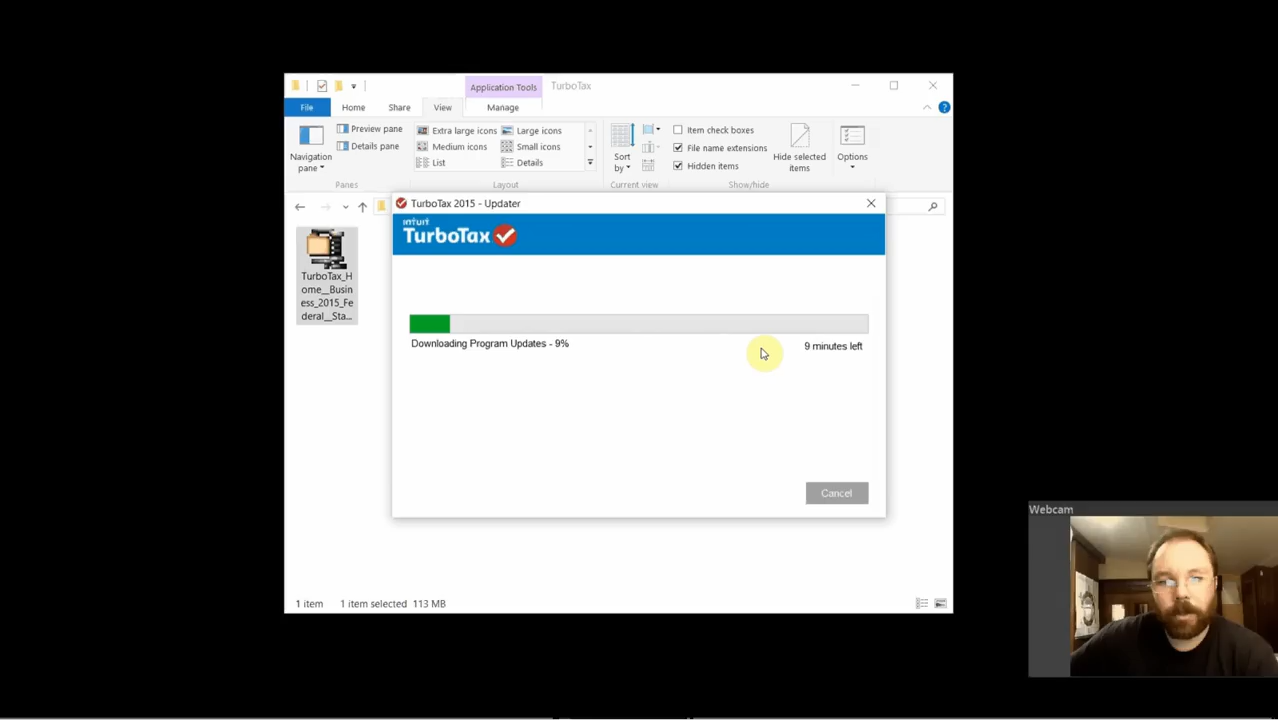 Application Tools
TurboTax
File
Home
Share
View
Manage
Navigation
pane
Preview pane
Details pane
Panes
Extra large icons
Large icons
Medium icons
Small icons
List
Details
Layout
Sort
by
Current view
Item check boxes
File name extensions
Hidden items
Hide selected
items
Show/hide
Options
TurboTax_H
ome__Busin
ess_2015_Fe
deral__Sta...
TurboTax 2015 - Updater
intuit
TurboTax
Downloading Program Updates - 9%
9 minutes left
Cancel
1 item
1 item selected
113 MB
Webcam